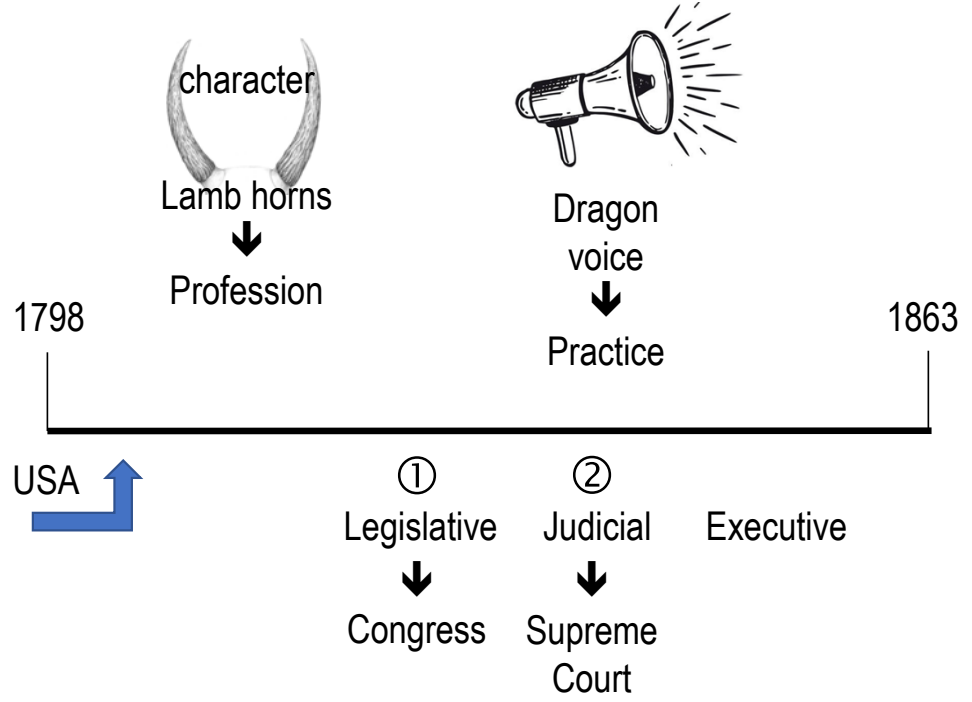 character
Lamb horns
Profession
Dragon
voice
Practice
1798
1863
USA
①
Legislative
Congress
②
Judicial
Supreme
Court
Executive